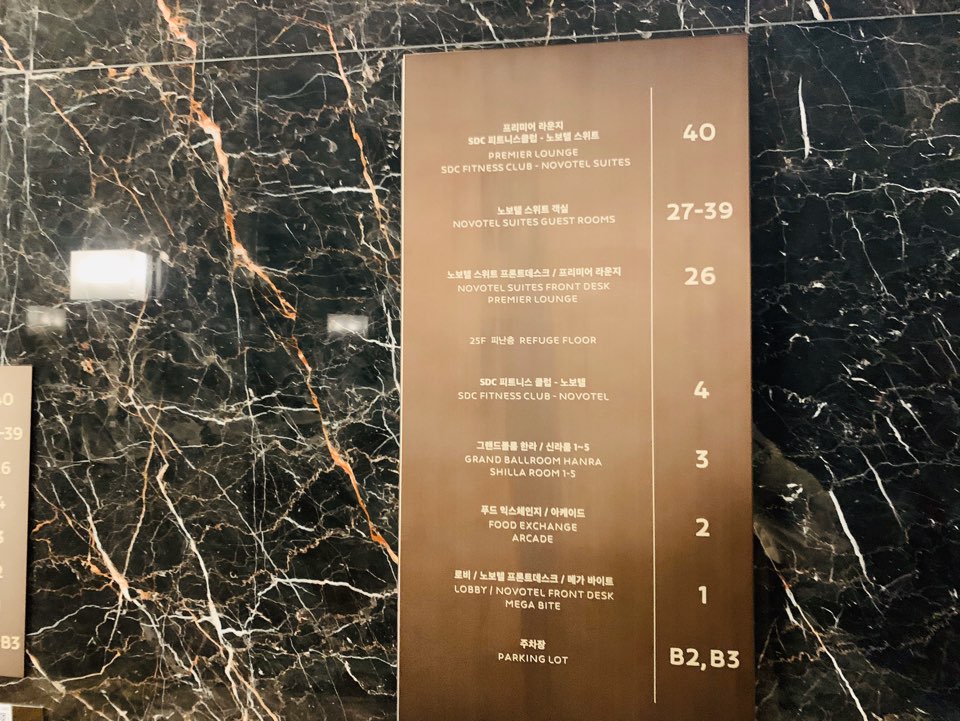 프리미어 라운지
SDC 피트니스클럽 - 노보텔 스위트
PREMIER LOUNGE
SDC FITNESS CLUB - NOVOTEL SUITES
40
노보텔 스위트 객실
NOVOTEL SUITES GUEST ROOMS
27-39
노보텔 스위트 프론트데스크 / 프리미어 라운지
NOVOTEL SUITES FRONT DESK
PREMIER LOUNGE
26
25F 피난층 REFUGE FLOOR
SDC 피트니스 클럽 - 노보텔
SDC FITNESS CLUB - NOVOTEL
4
그랜드볼룸 한라 / 신라룸 1~5
GRAND BALLROOM HANRA
SHILLA ROOM 1-5
3
푸드 익스체인지 / 아케이드
FOOD EXCHANGE
ARCADE
2
로비 / 노보텔 프론트데스크 / 메가 바이트
LOBBY / NOVOTEL FRONT DESK
MEGA BITE
1
주차장
PARKING LOT
B2,B3
-39
6
4
3
2
B3